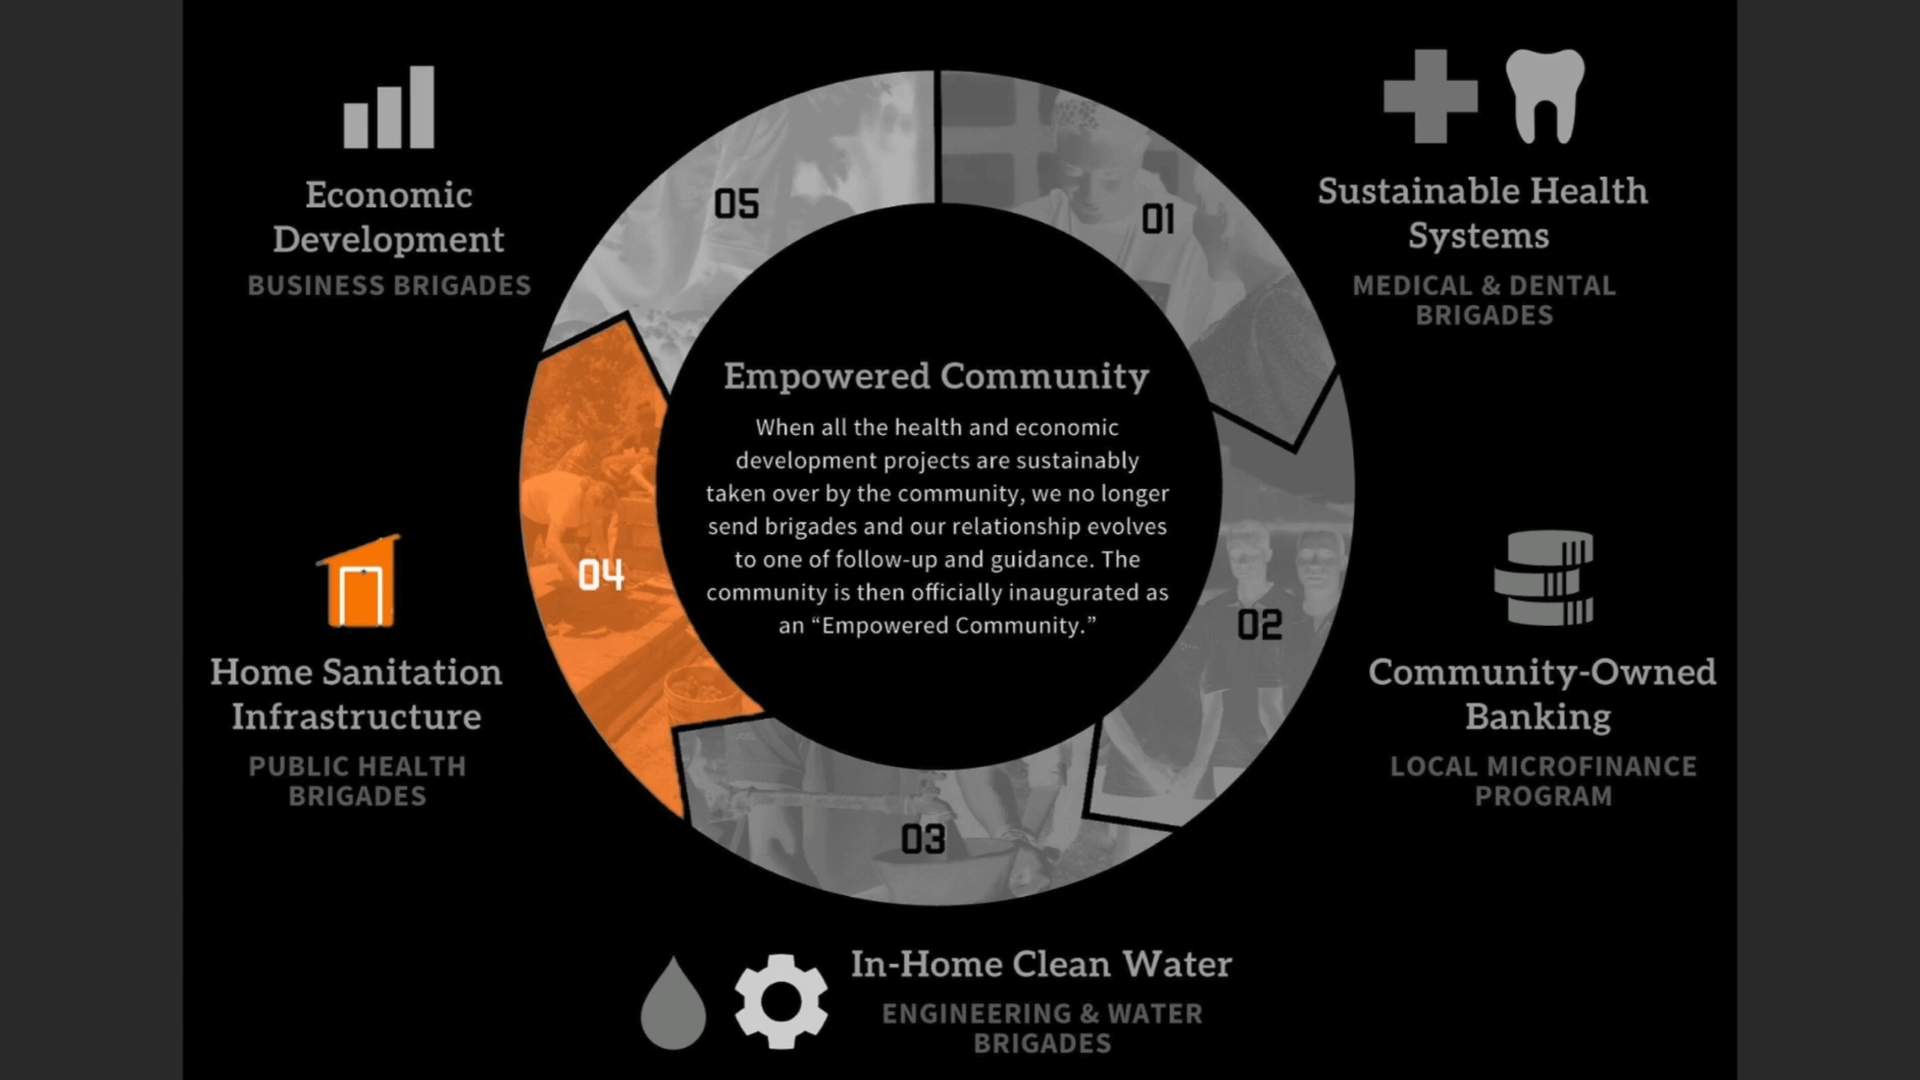 Economic
Development
BUSINESS BRIGADES
05
01
Sustainable Health
Systems
MEDICAL & DENTAL
BRIGADES
Empowered Community
When all the health and economic
development projects are sustainably
taken over by the community, we no longer
send brigades and our relationship evolves
to one of follow-up and guidance. The
community is then officially inaugurated as
an “Empowered Community.”
04
Home Sanitation
Infrastructure
PUBLIC HEALTH
BRIGADES
02
Community-Owned
Banking
LOCAL MICROFINANCE
PROGRAM
03
In-Home Clean Water
ENGINEERING & WATER
BRIGADES